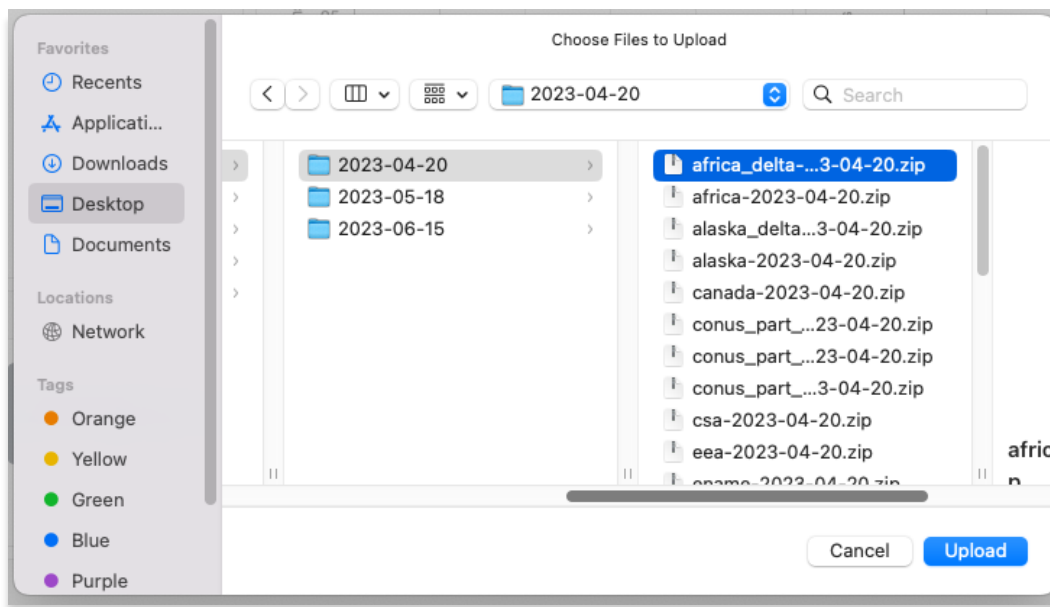 Choose Files to Upload
Favorites
Recents
Applicati...
Downloads
Desktop
Documents
Locations
Network
Tags
Orange
Yellow
Green
Blue
Purple
2023-04-20
Search
2023-04-20
2023-05-18
2023-06-15
africa_delta-...3-04-20.zip
africa-2023-04-20.zip
alaska_delta...3-04-20.zip
alaska-2023-04-20.zip
canada-2023-04-20.zip
conus_part_...23-04-20.zip
conus_part_...23-04-20.zip
conus_part_...3-04-20.zip
csa-2023-04-20.zip
eea-2023-04-20.zip
afric
p
Cancel
Upload